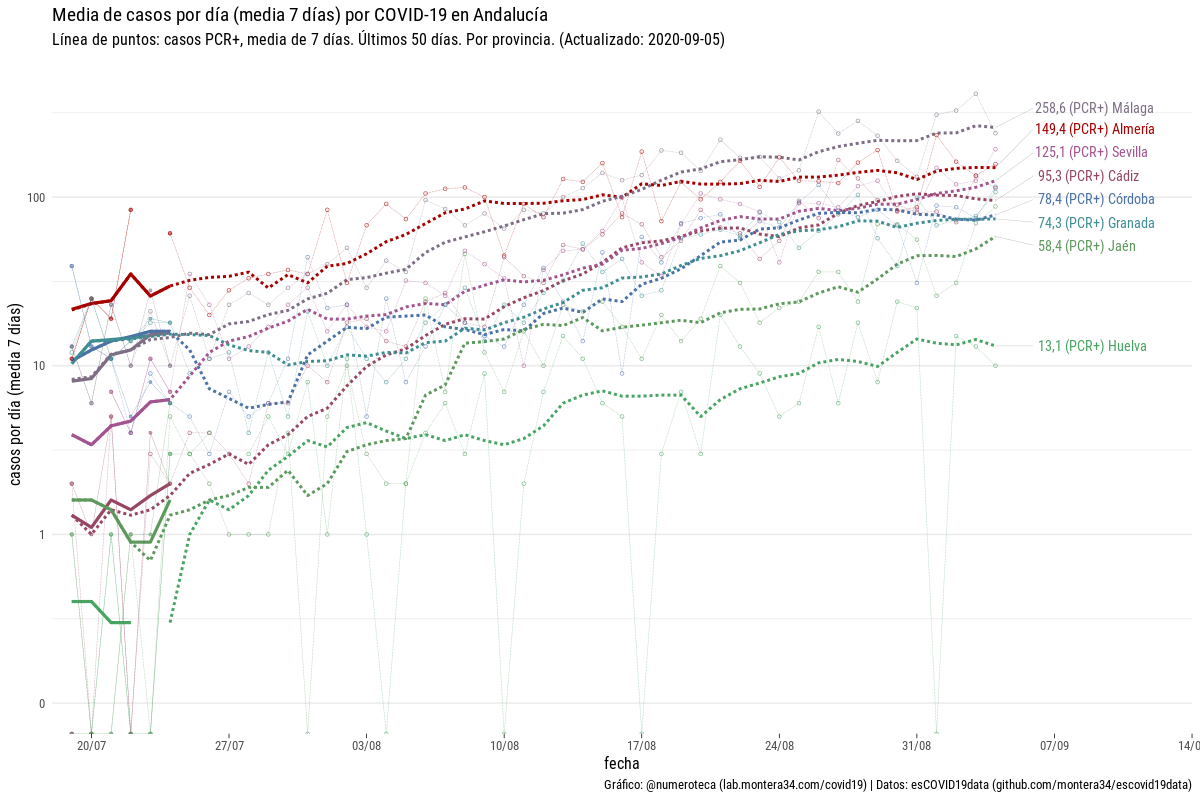 Media de casos por día (media 7 días) por COVID-19 en Andalucía
Línea de puntos: casos PCR+, media de 7 días. Últimos 50 días. Por provincia. (Actualizado: 2020-09-05)
casos por día (media 7 días)
100
10
1
0
258,6 (PCR+) Málaga
149,4 (PCR+) Almería
125,1 (PCR+) Sevilla
95,3 (PCR+) Cádiz
78,4 (PCR+) Córdoba
74,3 (PCR+) Granada
58,4 (PCR+) Jaén
13,1 (PCR+) Huelva
20/07 27/07 03/08 10/08 17/08 24/08 31/08 07/09 14/0
fecha
Gráfico: @numeroteca (lab.montera34.com/covid19) | Datos: esCOVID19data (github.com/montera34/escovid19data)